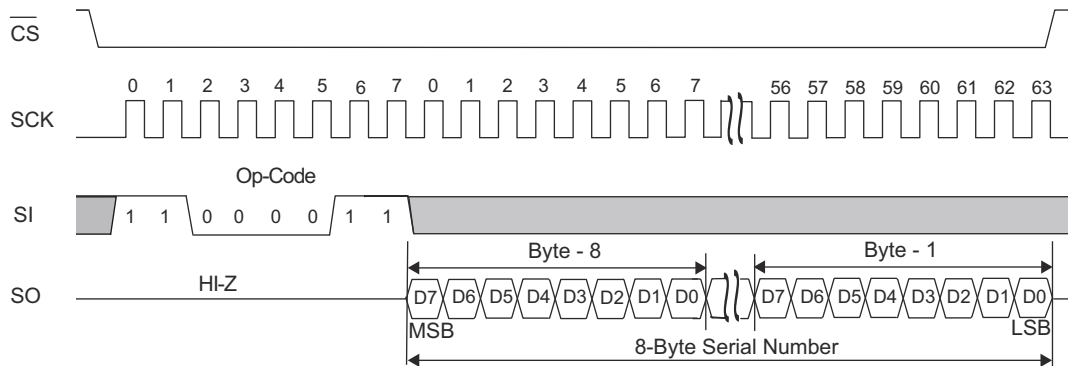 CS
0 1 2 3 4 5 6 7 0 1 2 3 4 5 6 7 56 57 58 59 60 61 62 63
SCK
Op-Code
SI 1 1 0 0 0 0 1 1
Byte - 8 Byte - 1
HI-Z
SO D7 D6 D5 D4 D3 D2 D1 D0 D7 D6 D5 D4 D3 D2 D1 D0
MSB LSB
8-Byte Serial Number